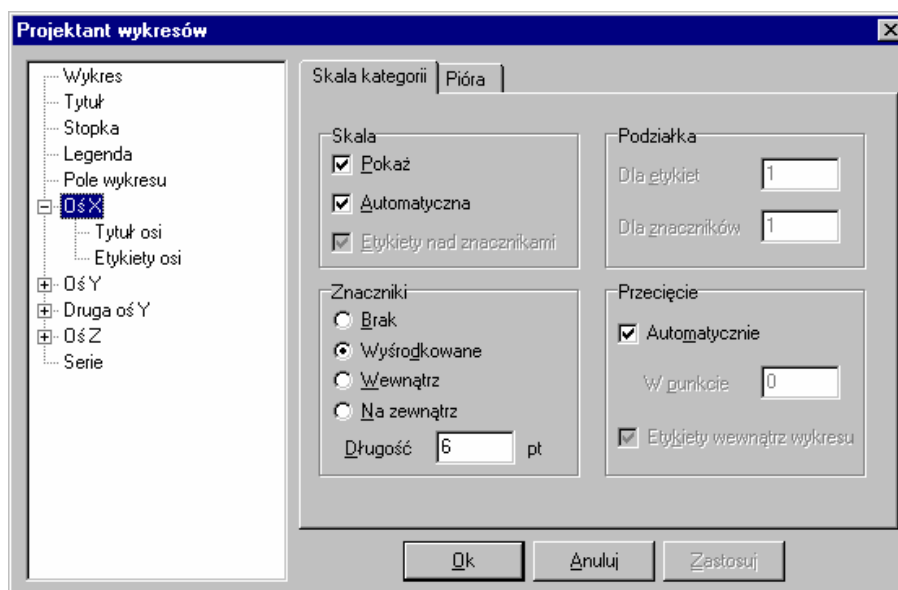 Projektant wykresów
Wykres
Tytuł
Stopka
Legenda
Pole wykresu
Oś X
Tytuł osi
Etykiety osi
Oś Y
Druga oś Y
Oś Z
Serie
Skala kategorii
Pióra
Skala
Pokaż
Automatyczna
Etykiety nad znacznikami
Podziałka
Dla etykiet 1
Dla znaczników 1
Znaczniki
Brak
Wyśrodkowane
Wewnątrz
Na zewnątrz
Długość 6 pt
Przecięcie
Automatycznie
W punkcie 0
Etykiety wewnątrz wykresu
Ok
Anuluj
Zastosuj